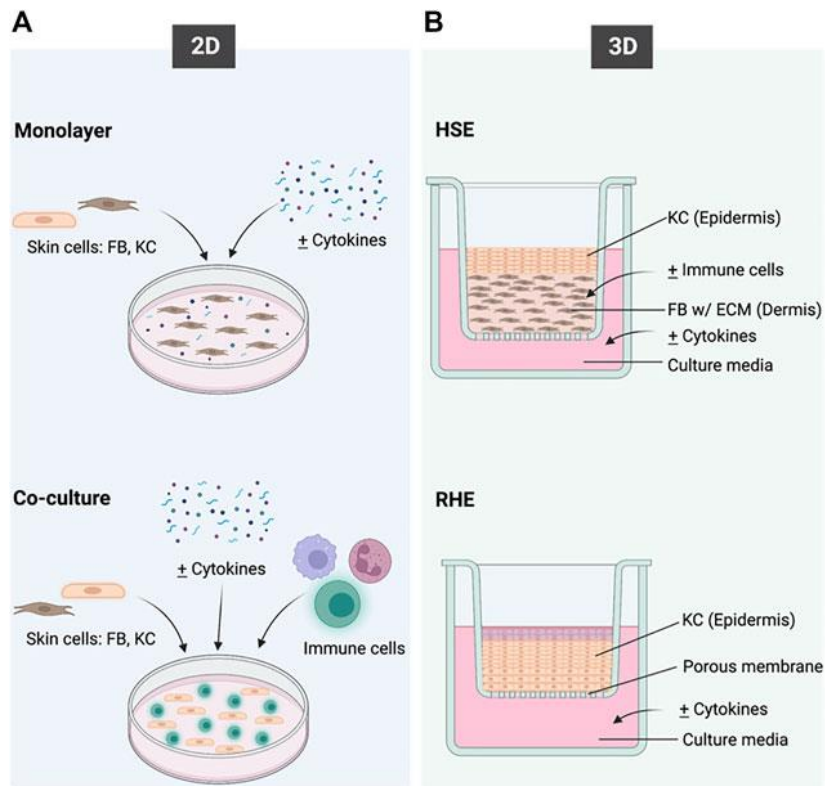 A
2D
Monolayer
Skin cells: FB, KC
± Cytokines
Co-culture
± Cytokines
Skin cells: FB, KC
Immune cells
B
3D
HSE
KC (Epidermis)
± Immune cells
FB w/ ECM (Dermis)
± Cytokines
Culture media
RHE
KC (Epidermis)
Porous membrane
± Cytokines
Culture media